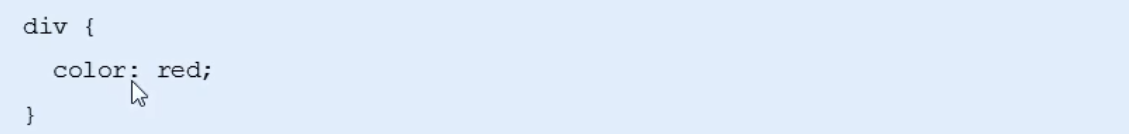 div {
  color: red;
}